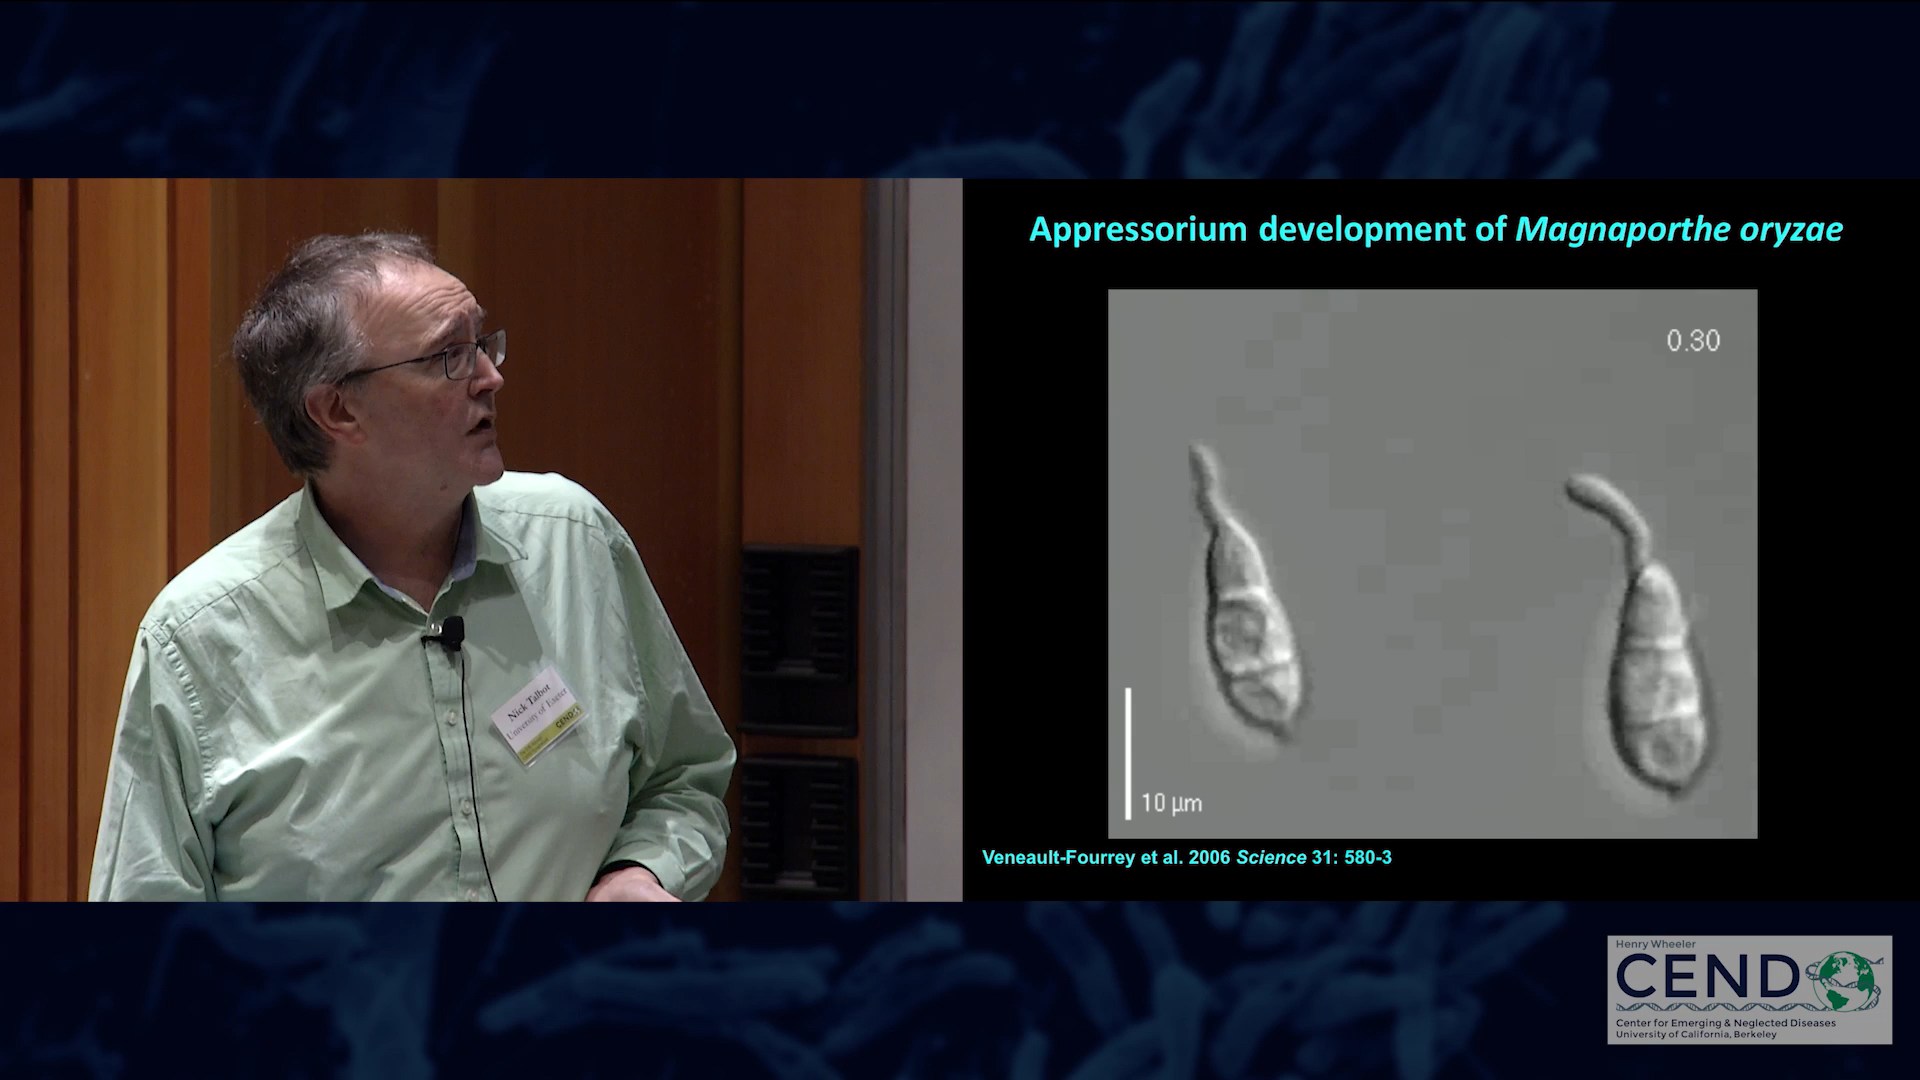 Appressorium development of Magnaporthe oryzae
0.30
10 µm
Veneault-Fourrey et al. 2006 Science 31: 580-3
Nick Talbot
University of Exeter
CEND
Henry Wheeler
CEND
Center for Emerging & Neglected Diseases
University of California, Berkeley